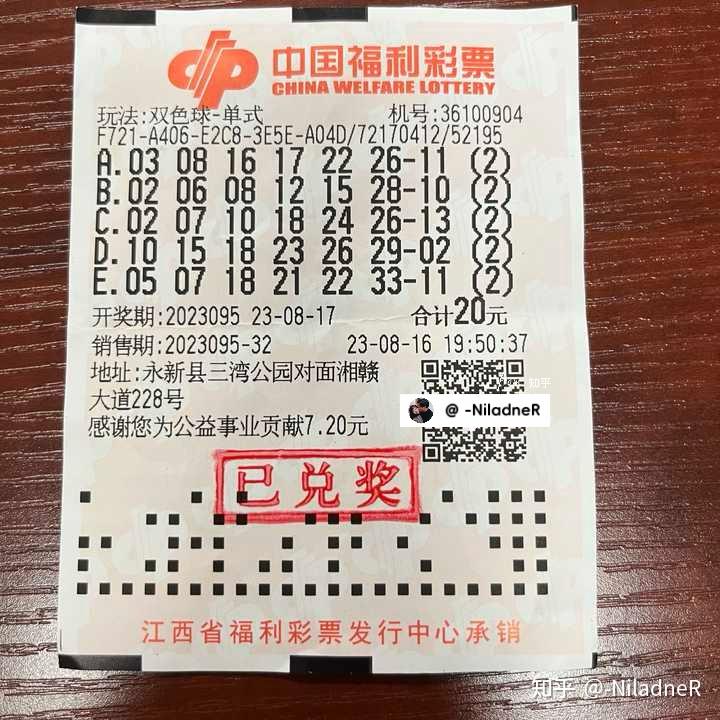 中国福利彩票
CHINA WELFARE LOTTERY
玩法:双色球-单式 机号:36100904
F721-A406-E2C8-3E5E-A04D/72170412/52195
A.03 08 16 17 22 26-11 (2)
B.02 06 08 12 15 28-10 (2)
C.02 07 10 18 24 26-13 (2)
D.10 15 18 23 26 29-02 (2)
E.05 07 18 21 22 33-11 (2)
开奖期:2023095 23-08-17 合计20元
销售期:2023095-32 23-08-16 19:50:37
地址:永新县三湾公园对面湘赣
大道228号
知乎
@ -NiladneR
感谢您为公益事业贡献7.20元
已兑奖
江西省福利彩票发行中心承销
知乎 @-NiladneR